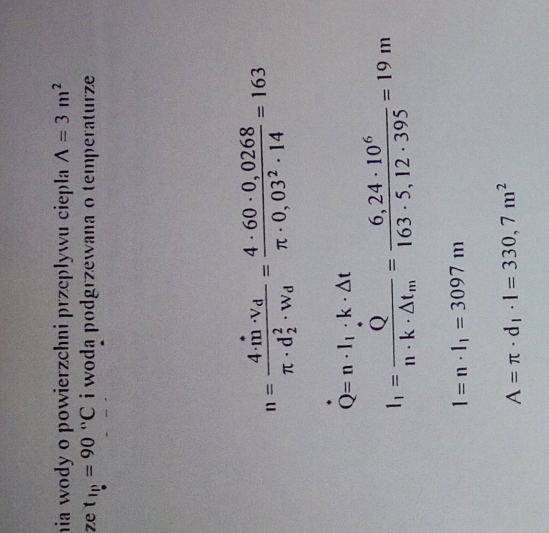 nia wody o powierzchni przepływu ciepła A = 3 m²
ze t₁ₚ = 90 °C i woda podgrzewana o temperaturze
n = 4·ṁ·v_d / π·d₂²·w_d = 4·60·0,0268 / π·0,03²·14 = 163
Q̇ = n·l₁·k·Δt
l₁ = Q̇ / n·k·Δt_m = 6,24·10⁶ / 163·5,12·395 = 19 m
l = n·l₁ = 3097 m
A = π·d₁·l = 330,7 m²